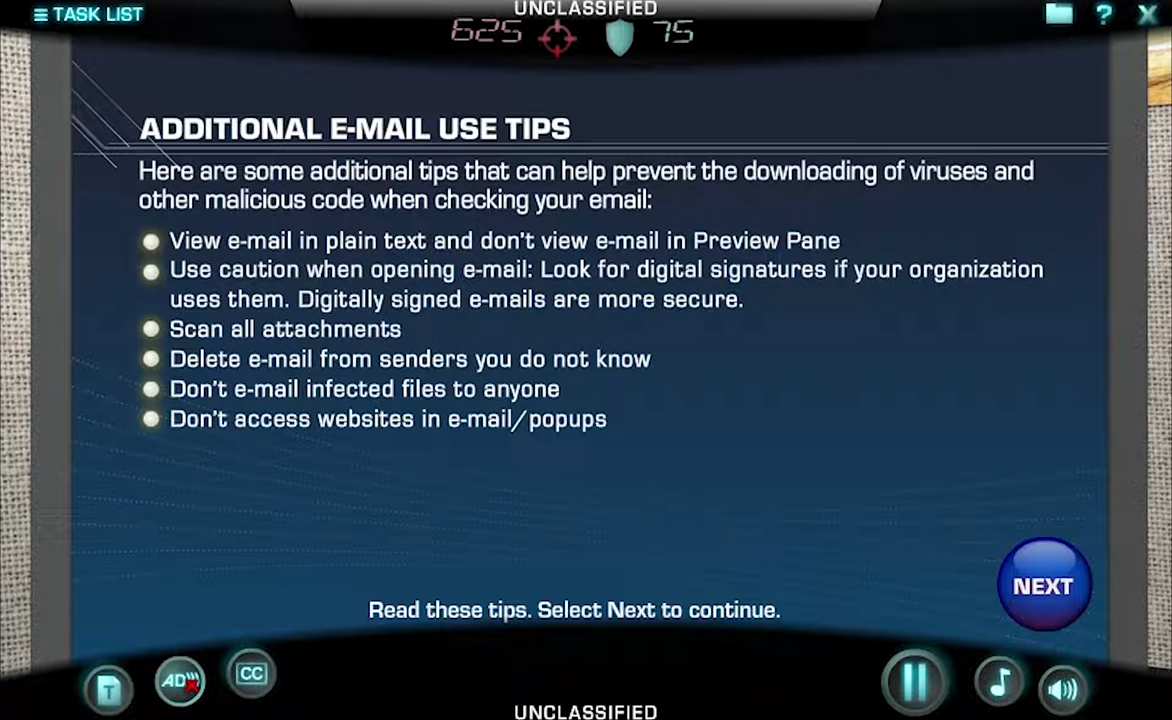 UNCLASSIFIED
TASK LIST
?
X
625
75
ADDITIONAL E-MAIL USE TIPS
Here are some additional tips that can help prevent the downloading of viruses and
other malicious code when checking your email:
View e-mail in plain text and don't view e-mail in Preview Pane
Use caution when opening e-mail: Look for digital signatures if your organization
uses them. Digitally signed e-mails are more secure.
Scan all attachments
Delete e-mail from senders you do not know
Don't e-mail infected files to anyone
Don't access websites in e-mail/popups
NEXT
Read these tips. Select Next to continue.
T
AD
CC
UNCLASSIFIED